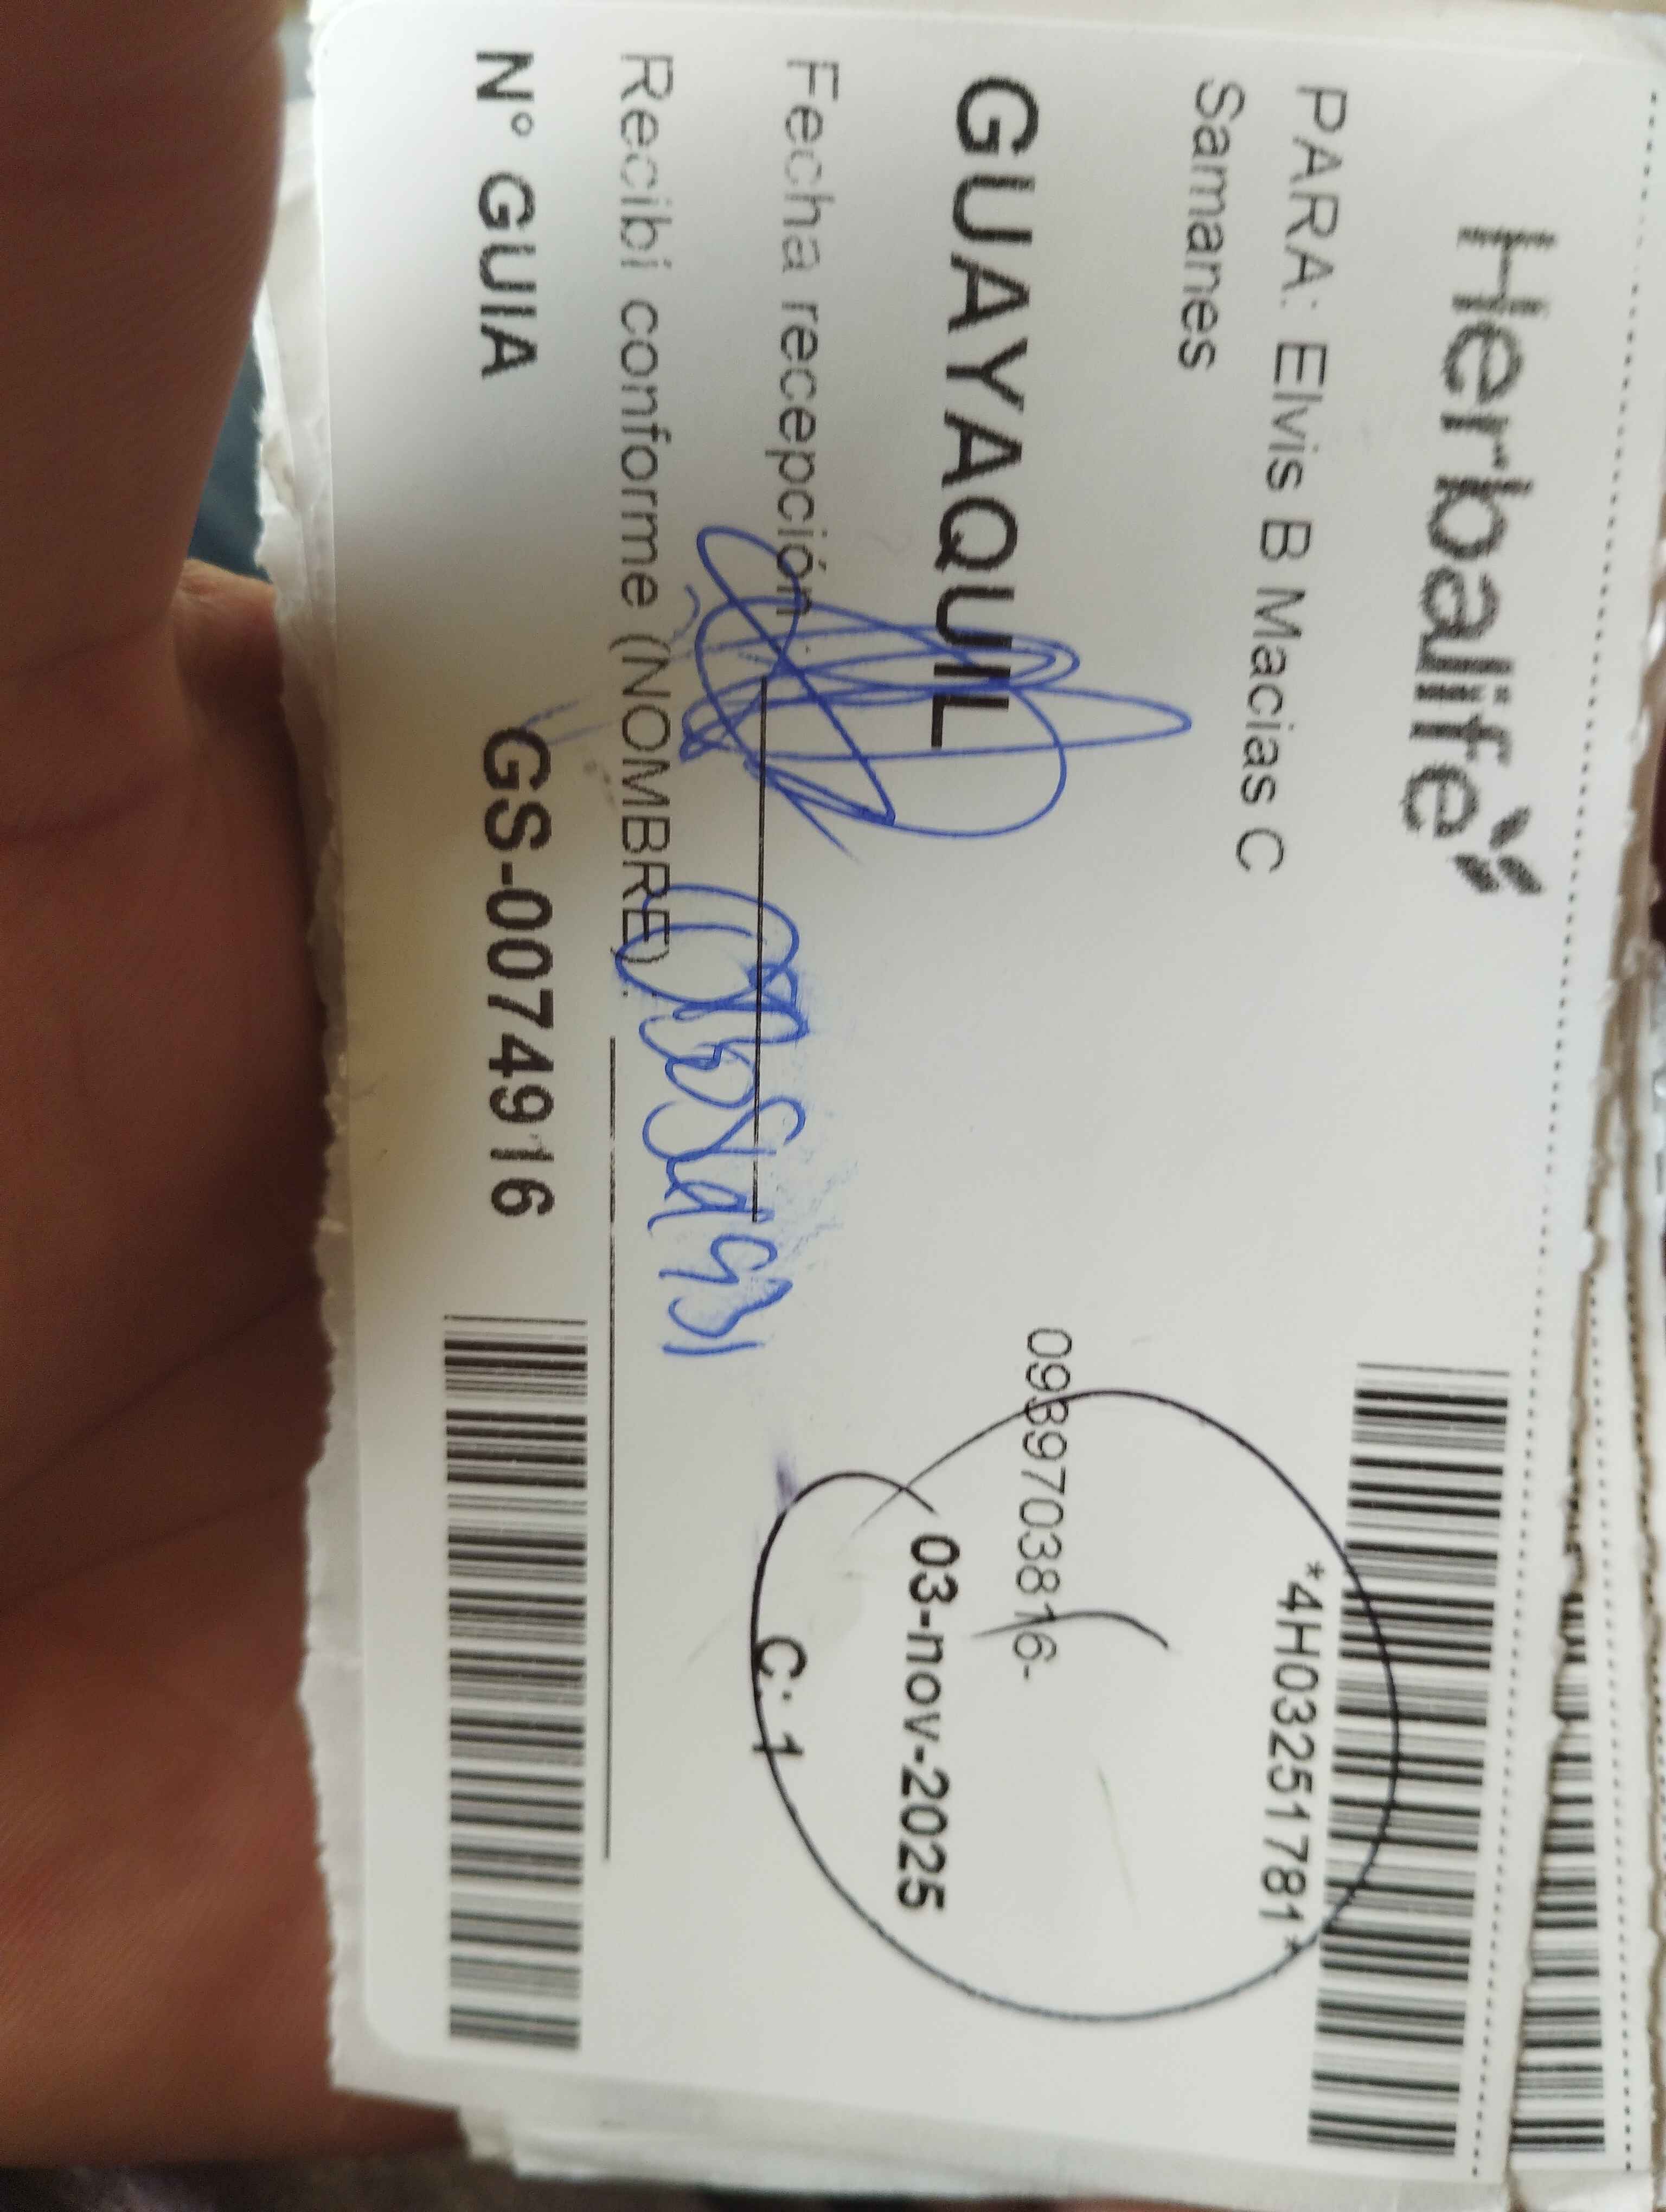 Herbalife
*4H03251781*
PARA: Elvis B Macias C
Samanes
0989703816-
GUAYAQUIL
03-nov-2025
Fecha recepción:
C: 1
Recibí conforme (NOMBRE):
N° GUIA GS-0074916